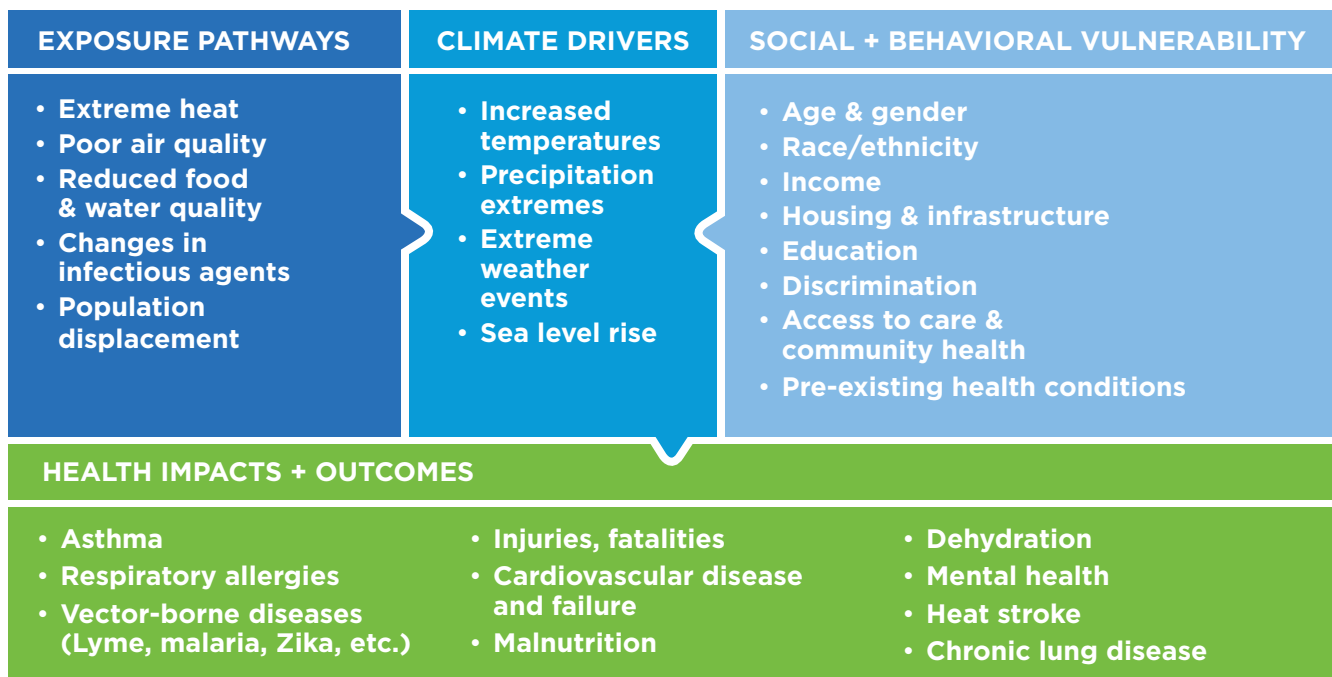 EXPOSURE PATHWAYS
• Extreme heat
• Poor air quality
• Reduced food
& water quality
• Changes in
infectious agents
• Population
displacement
CLIMATE DRIVERS
• Increased
temperatures
• Precipitation
extremes
• Extreme
weather
events
• Sea level rise
SOCIAL + BEHAVIORAL VULNERABILITY
• Age & gender
• Race/ethnicity
• Income
• Housing & infrastructure
• Education
• Discrimination
• Access to care &
community health
• Pre-existing health conditions
HEALTH IMPACTS + OUTCOMES
• Asthma
• Respiratory allergies
• Vector-borne diseases
(Lyme, malaria, Zika, etc.)
• Injuries, fatalities
• Cardiovascular disease
and failure
• Malnutrition
• Dehydration
• Mental health
• Heat stroke
• Chronic lung disease